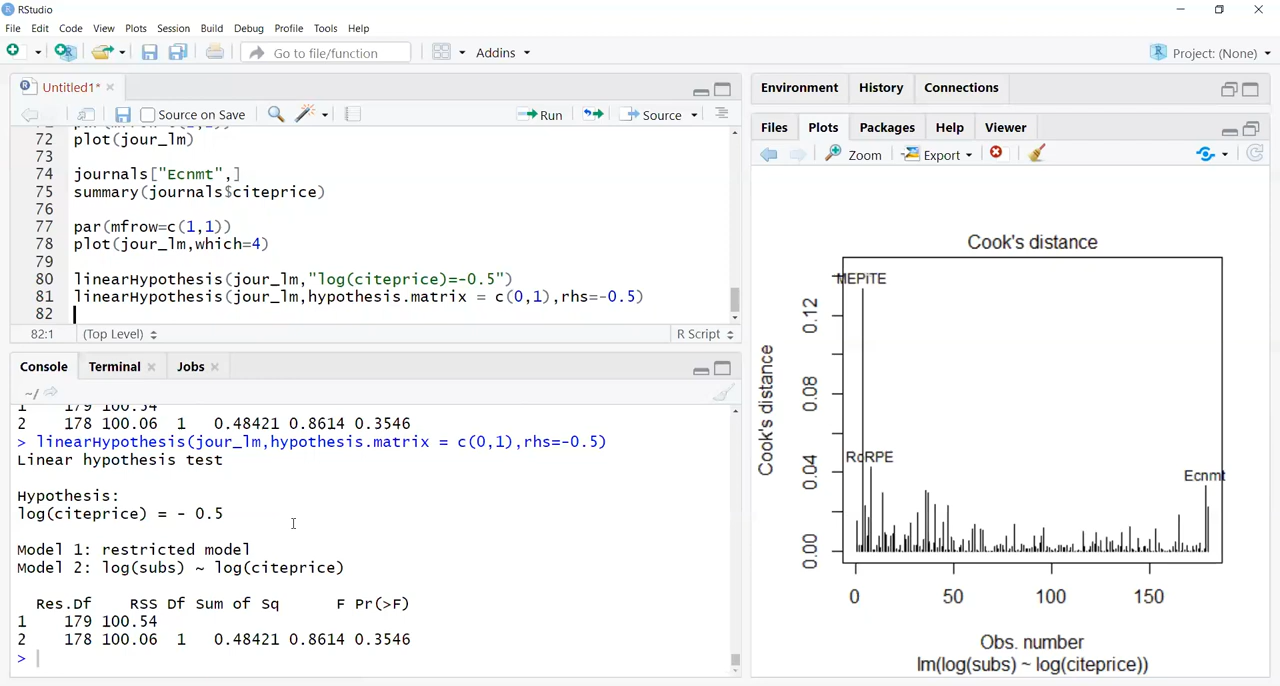 RStudio
File Edit Code View Plots Session Build Debug Profile Tools Help
Go to file/function Addins Project: (None)
Untitled1*
Source on Save Run Source
72 plot(jour_lm)
73
74 journals["Ecnmt",]
75 summary(journals$citeprice)
76
77 par(mfrow=c(1,1))
78 plot(jour_lm,which=4)
79
80 linearHypothesis(jour_lm,"log(citeprice)=-0.5")
81 linearHypothesis(jour_lm,hypothesis.matrix = c(0,1),rhs=-0.5)
82
82:1 (Top Level) R Script
Console Terminal Jobs
~/
1 179 100.54
2 178 100.06 1 0.48421 0.8614 0.3546
> linearHypothesis(jour_lm,hypothesis.matrix = c(0,1),rhs=-0.5)
Linear hypothesis test
Hypothesis:
log(citeprice) = - 0.5
Model 1: restricted model
Model 2: log(subs) ~ log(citeprice)
Res.Df RSS Df Sum of Sq F Pr(>F)
1 179 100.54
2 178 100.06 1 0.48421 0.8614 0.3546
>
Environment History Connections
Files Plots Packages Help Viewer
Zoom Export
Cook's distance
MEPiTE
RoRPE
Ecnmt
Cook's distance
0.12
0.08
0.04
0.00
0 50 100 150
Obs. number
lm(log(subs) ~ log(citeprice))